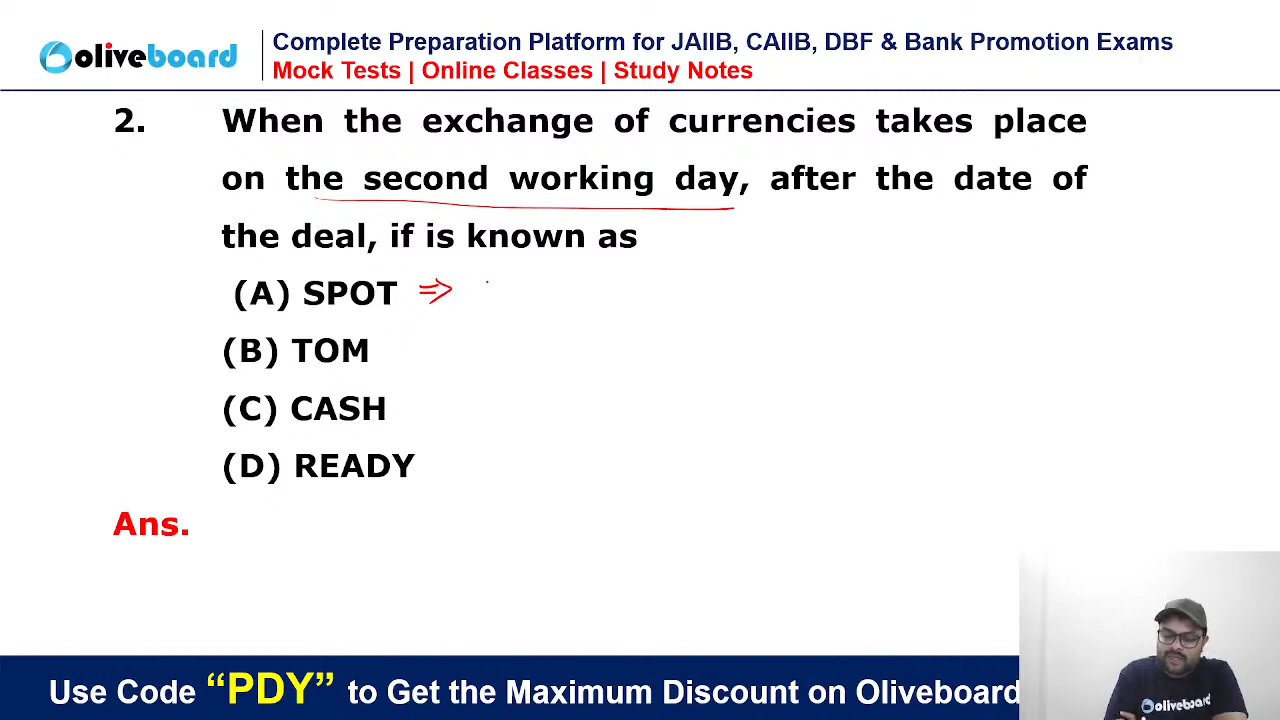 oliveboard
Complete Preparation Platform for JAIIB, CAIIB, DBF & Bank Promotion Exams
Mock Tests | Online Classes | Study Notes
2. When the exchange of currencies takes place
on the second working day, after the date of
the deal, if is known as
(A) SPOT ⇒
(B) TOM
(C) CASH
(D) READY
Ans.
oliveboard
Use Code “PDY” to Get the Maximum Discount on Oliveboard